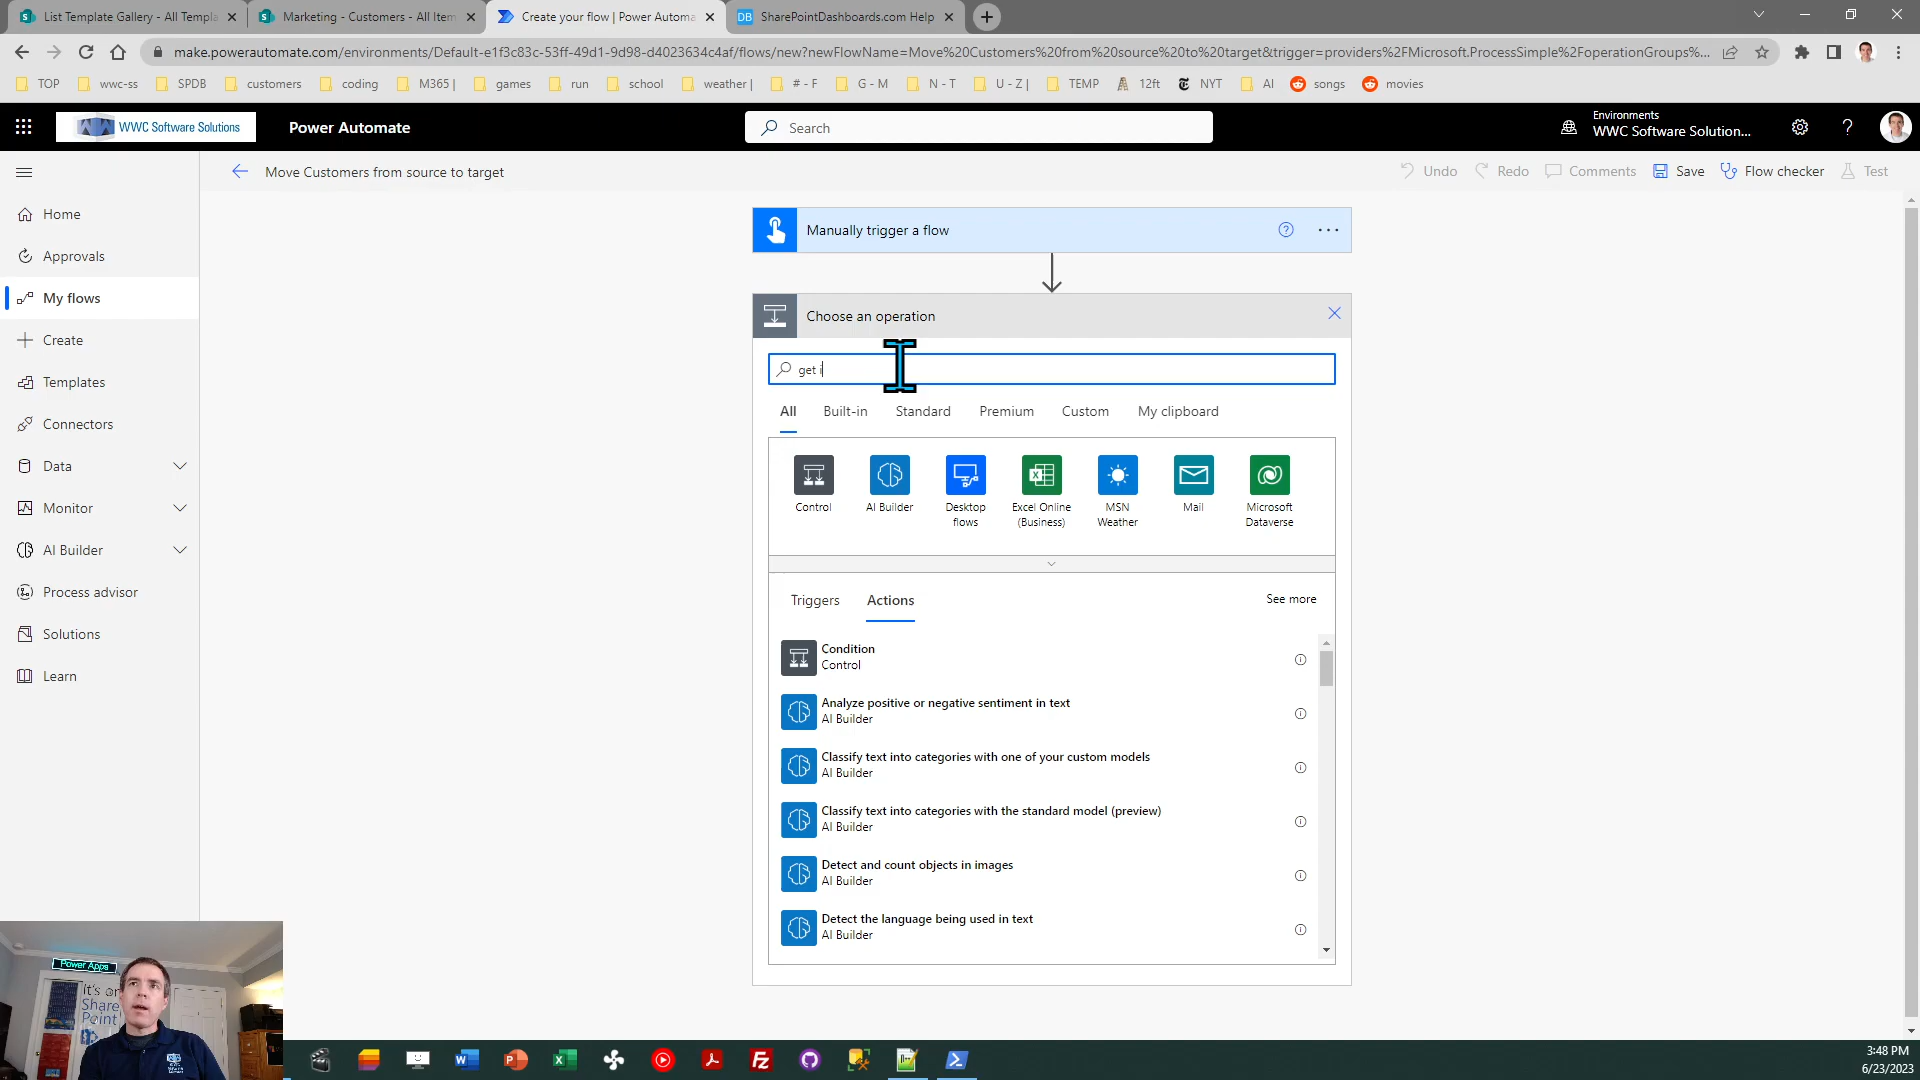 List Template Gallery - All Templa
Marketing - Customers - All Item
Create your flow | Power Automa
SharePointDashboards.com Help
make.powerautomate.com/environments/Default-e1f3c83c-53ff-49d1-9d98-d4023634c4af/flows/new?newFlowName=Move%20Customers%20from%20source%20to%20target&trigger=providers%2FMicrosoft.ProcessSimple%2FoperationGroups%...
TOP
wwc-ss
SPDB
customers
coding
M365 |
games
run
school
weather |
# - F
G - M
N - T
U - Z |
TEMP
12ft
NYT
AI
songs
movies
WWC Software Solutions
Power Automate
Search
Environments
WWC Software Solution...
Move Customers from source to target
Undo
Redo
Comments
Save
Flow checker
Test
Home
Approvals
My flows
Create
Templates
Connectors
Data
Monitor
AI Builder
Process advisor
Solutions
Learn
Manually trigger a flow
Choose an operation
get i
All
Built-in
Standard
Premium
Custom
My clipboard
Control
AI Builder
Desktop
flows
Excel Online
(Business)
MSN
Weather
Mail
Microsoft
Dataverse
Triggers
Actions
See more
Condition
Control
Analyze positive or negative sentiment in text
AI Builder
Classify text into categories with one of your custom models
AI Builder
Classify text into categories with the standard model (preview)
AI Builder
Detect and count objects in images
AI Builder
Detect the language being used in text
AI Builder
Power Apps
It's on
Share
Point
3:48 PM
6/23/2023